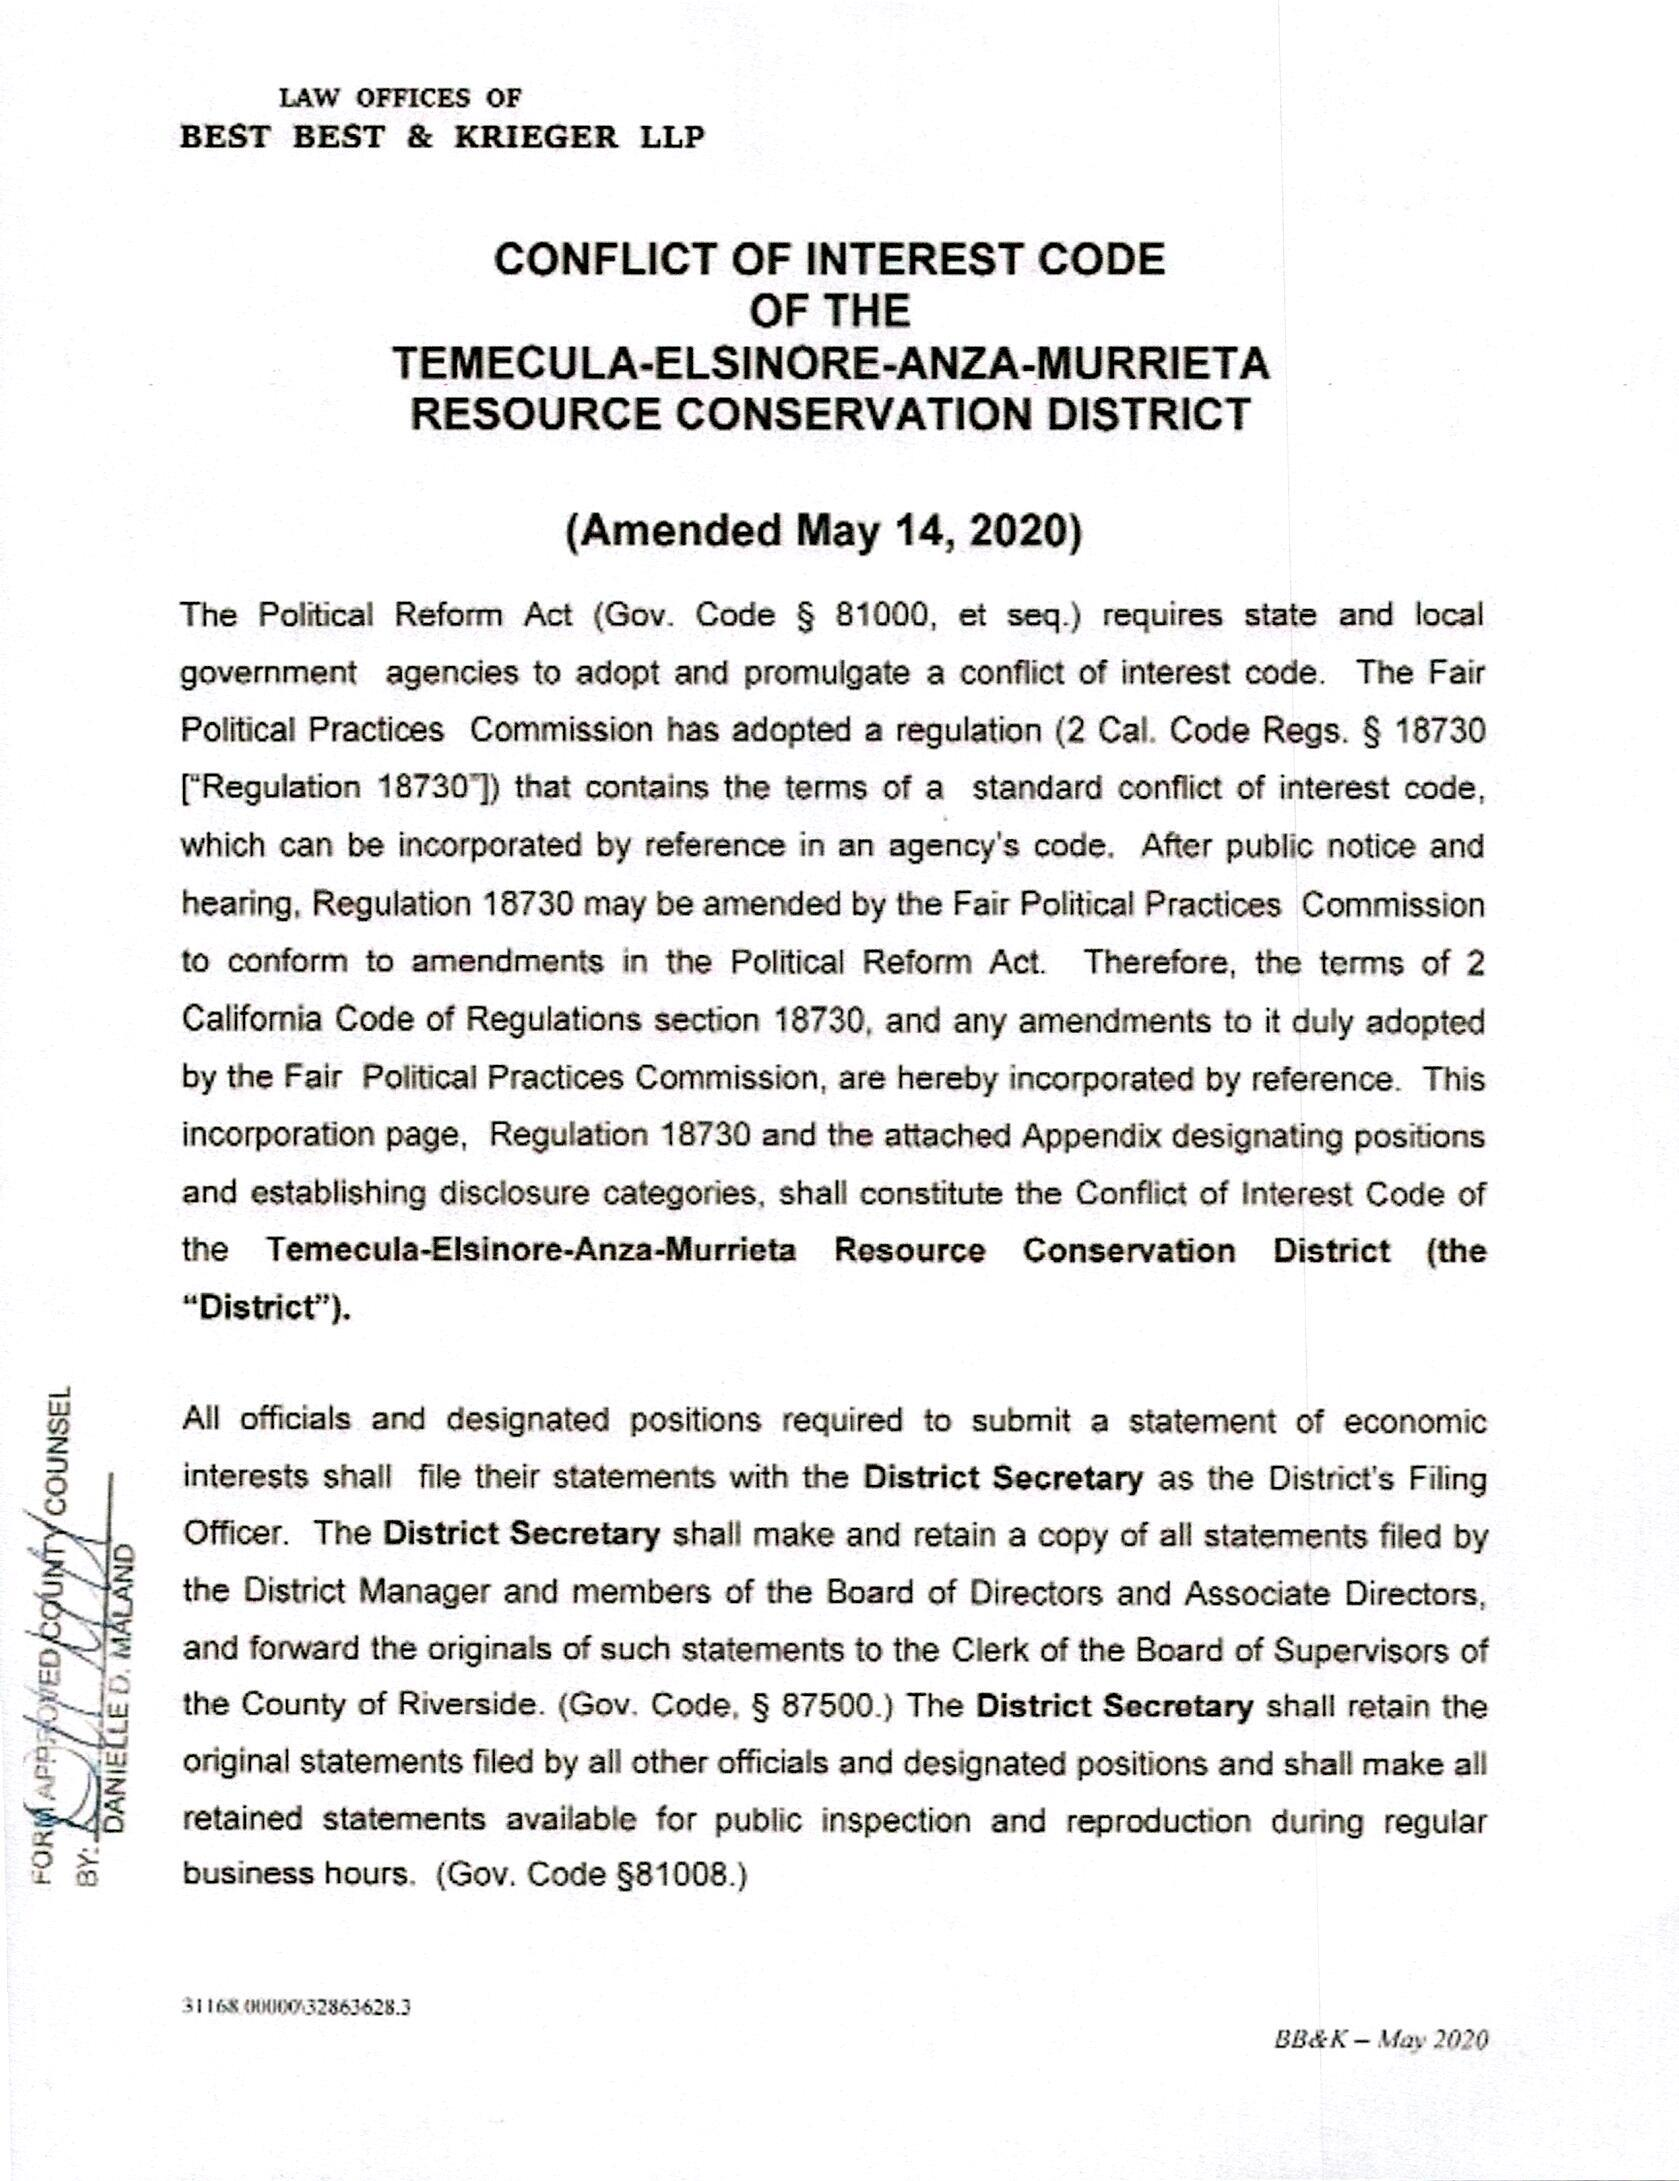 LAW OFFICES OF
BEST BEST & KRIEGER LLP
CONFLICT OF INTEREST CODE
OF THE
TEMECULA-ELSINORE-ANZA-MURRIETA
RESOURCE CONSERVATION DISTRICT
(Amended May 14, 2020)
The Political Reform Act (Gov. Code § 81000, et seq.) requires state and local
government agencies to adopt and promulgate a conflict of interest code. The Fair
Political Practices Commission has adopted a regulation (2 Cal. Code Regs. § 18730
["Regulation 18730"]) that contains the terms of a standard conflict of interest code,
which can be incorporated by reference in an agency's code. After public notice and
hearing, Regulation 18730 may be amended by the Fair Political Practices Commission
to conform to amendments in the Political Reform Act. Therefore, the terms of 2
California Code of Regulations section 18730, and any amendments to it duly adopted
by the Fair Political Practices Commission, are hereby incorporated by reference. This
incorporation page, Regulation 18730 and the attached Appendix designating positions
and establishing disclosure categories, shall constitute the Conflict of Interest Code of
the Temecula-Elsinore-Anza-Murrieta Resource Conservation District (the
“District”).
All officials and designated positions required to submit a statement of economic
interests shall file their statements with the District Secretary as the District's Filing
Officer. The District Secretary shall make and retain a copy of all statements filed by
the District Manager and members of the Board of Directors and Associate Directors,
and forward the originals of such statements to the Clerk of the Board of Supervisors of
the County of Riverside. (Gov. Code, § 87500.) The District Secretary shall retain the
original statements filed by all other officials and designated positions and shall make all
retained statements available for public inspection and reproduction during regular
business hours. (Gov. Code §81008.)
FORM APPROVED COUNTY COUNSEL
BY:
DANIELLE D. MALAND
31168.00000\32863628.3
BB&K – May 2020